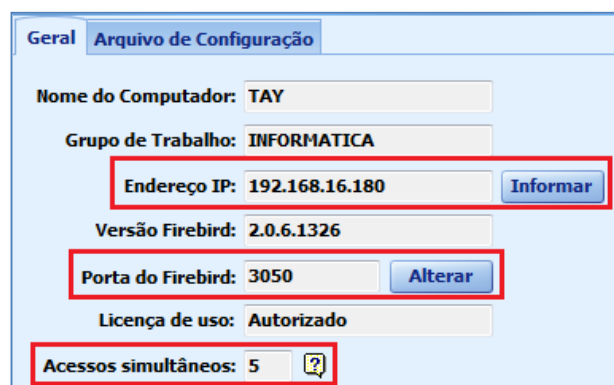 Geral Arquivo de Configuração
Nome do Computador: TAY
Grupo de Trabalho: INFORMATICA
Endereço IP: 192.168.16.180 Informar
Versão Firebird: 2.0.6.1326
Porta do Firebird: 3050 Alterar
Licença de uso: Autorizado
Acessos simultâneos: 5 ?